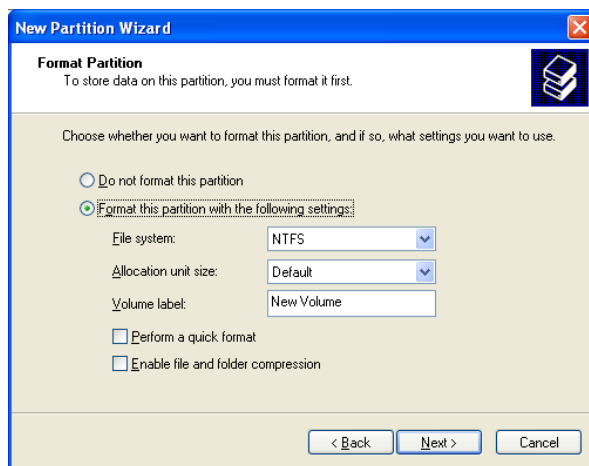 New Partition Wizard
Format Partition
To store data on this partition, you must format it first.
Choose whether you want to format this partition, and if so, what settings you want to use.
Do not format this partition
Format this partition with the following settings:
File system: NTFS
Allocation unit size: Default
Volume label: New Volume
Perform a quick format
Enable file and folder compression
< Back Next > Cancel